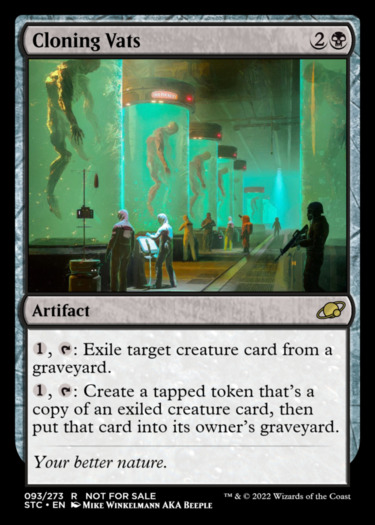 Cloning Vats 2
Artifact
1, : Exile target creature card from a
graveyard.
1, : Create a tapped token that's a
copy of an exiled creature card, then
put that card into its owner's graveyard.
Your better nature.
093/273 R NOT FOR SALE
STC • EN Mike Winkelmann AKA Beeple
™ & © 2022 Wizards of the Coast